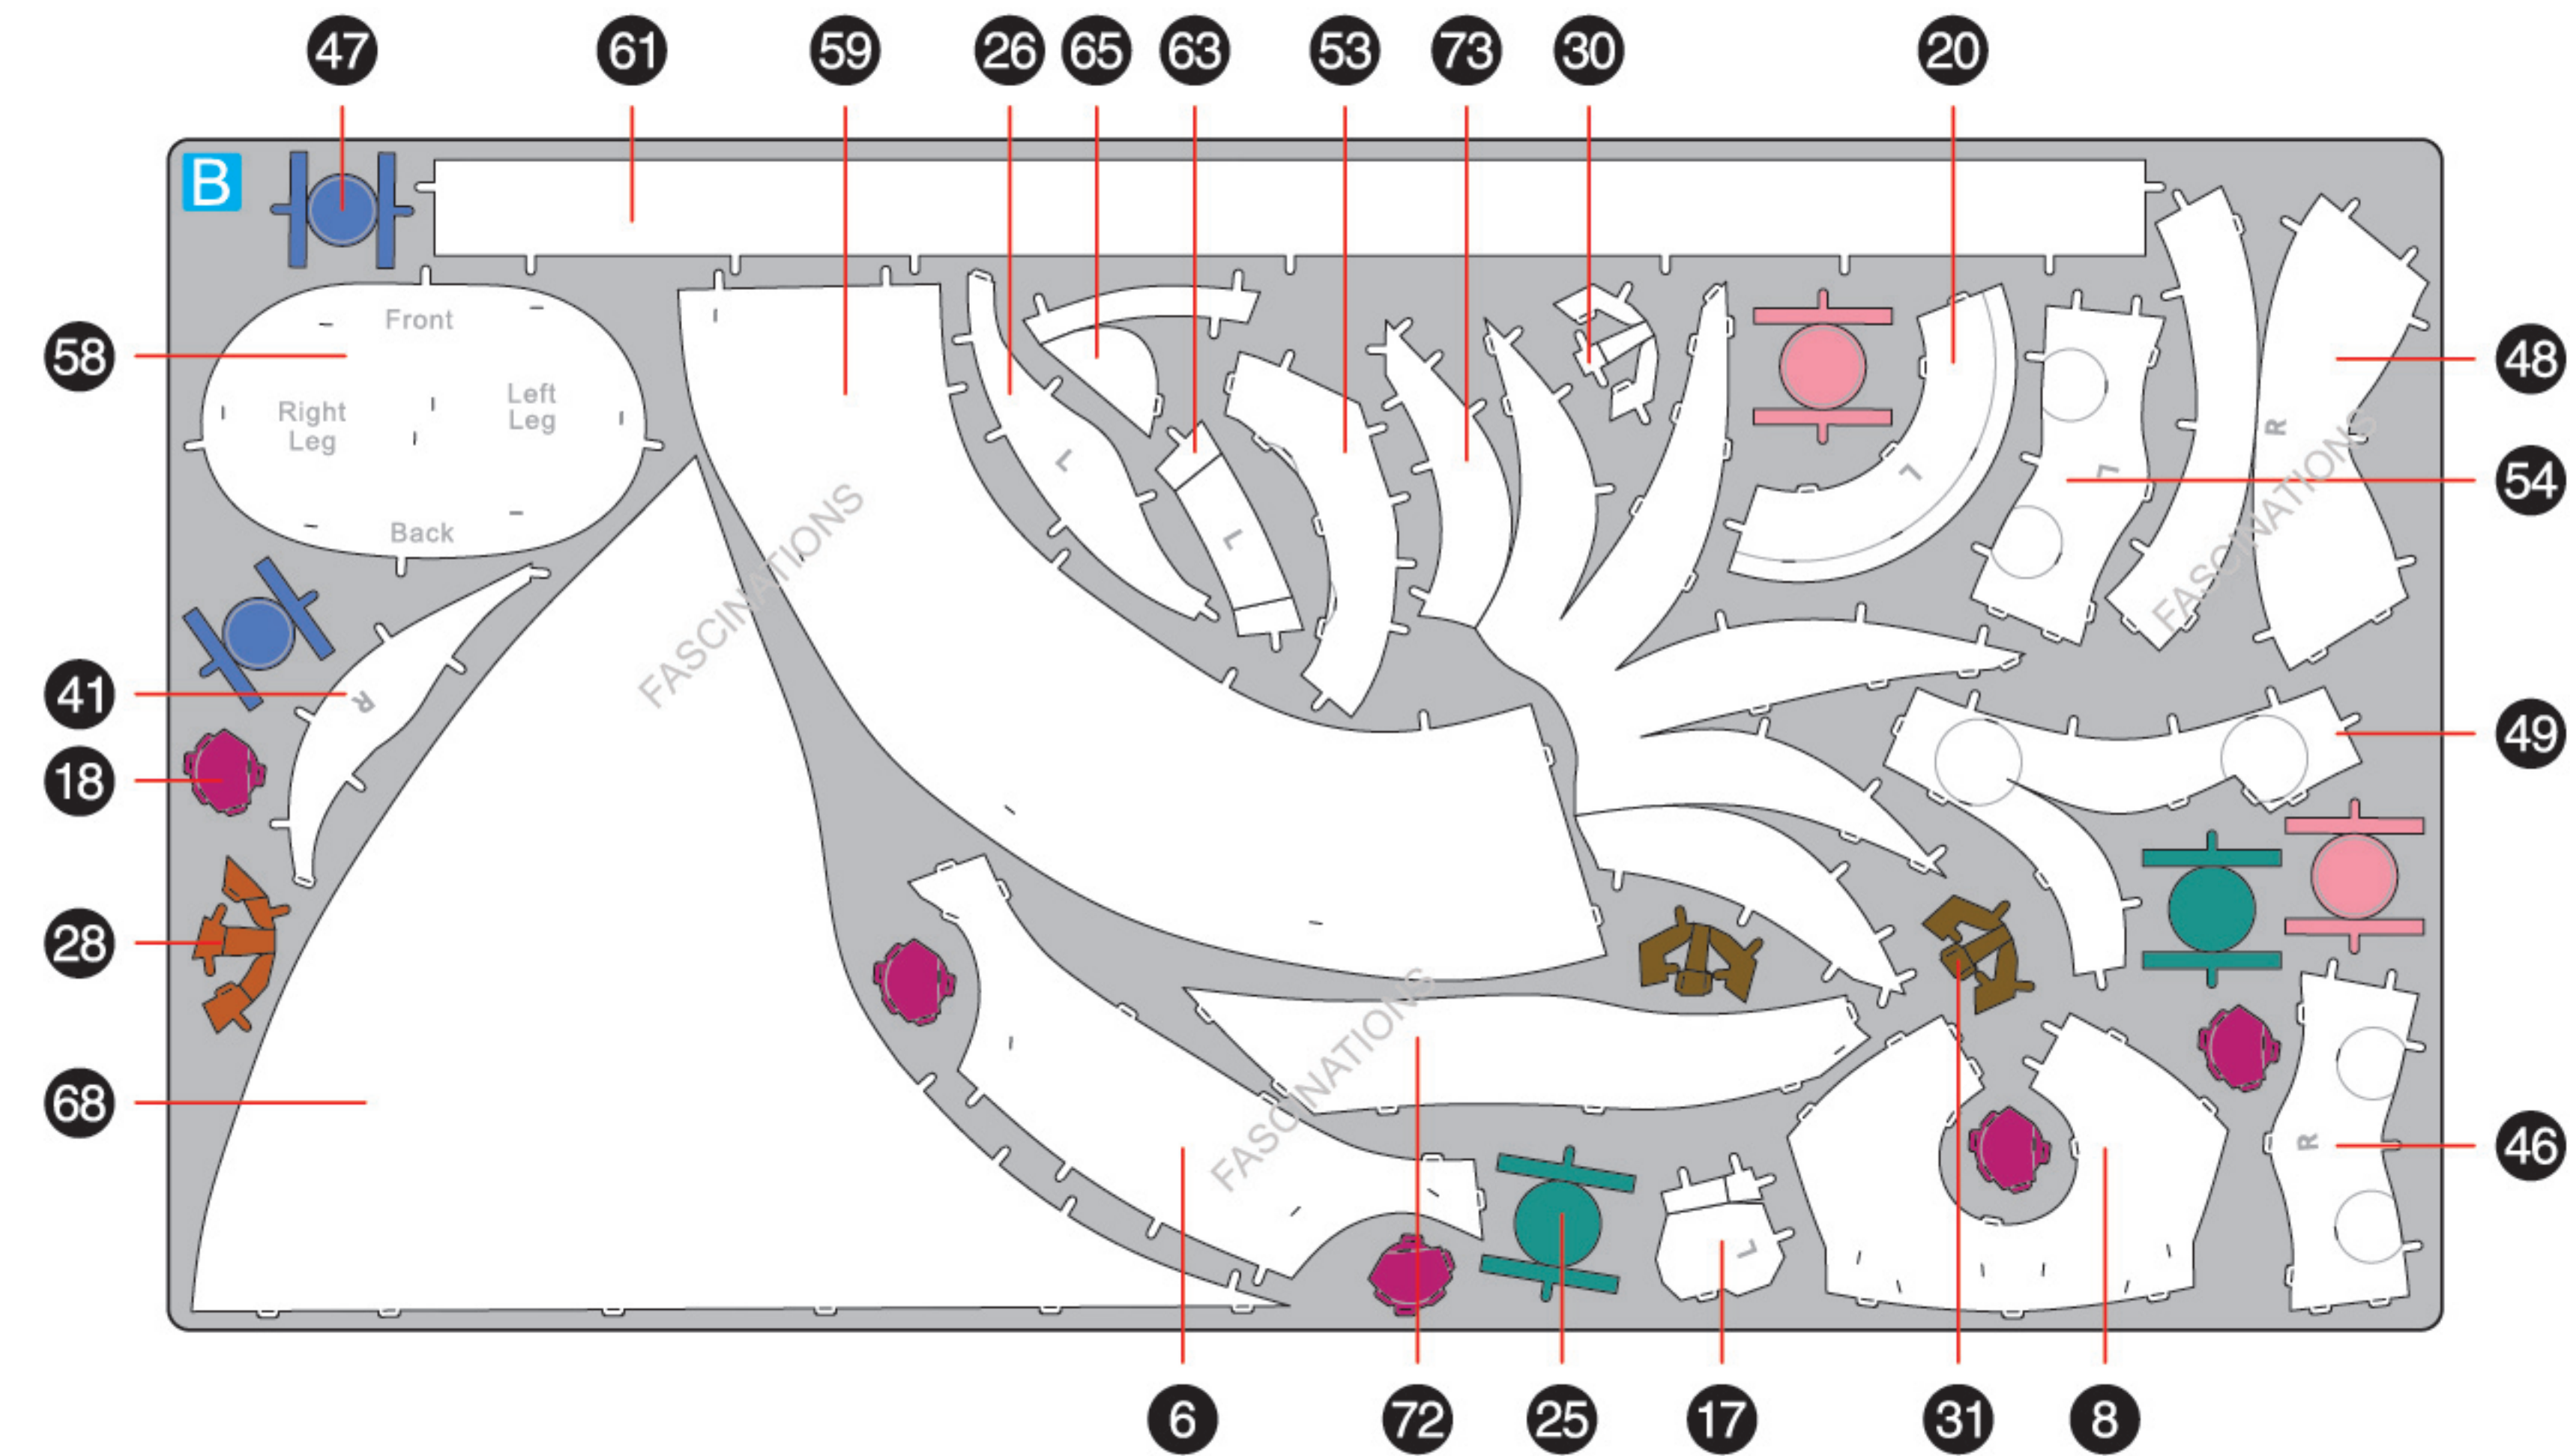 47 61 59 26 65 63 53 73 30 20
B
Front
58
Right Leg
Left Leg
Back
48
R
L
54
L
L
L
FASCINATIONS
FASCINATIONS
41
R
49
18
28
FASCINATIONS
68
R
46
L
6 72 25 17 31 8